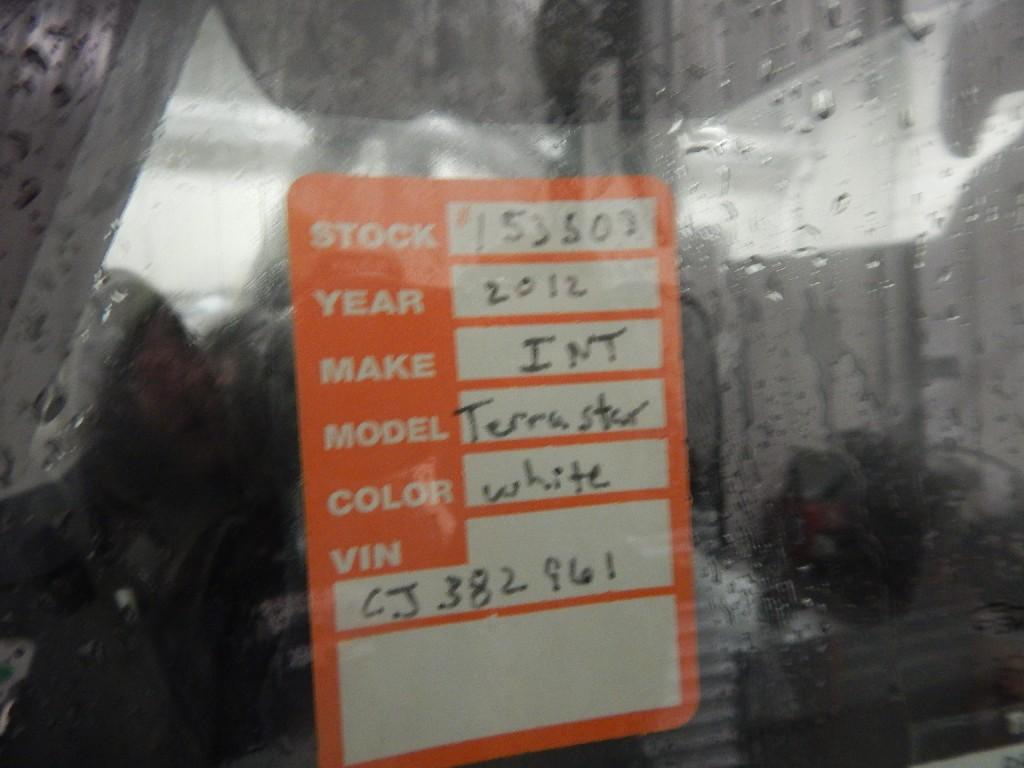 STOCK #153503
YEAR 2012
MAKE INT
MODEL Terrastar
COLOR white
VIN
CJ382961